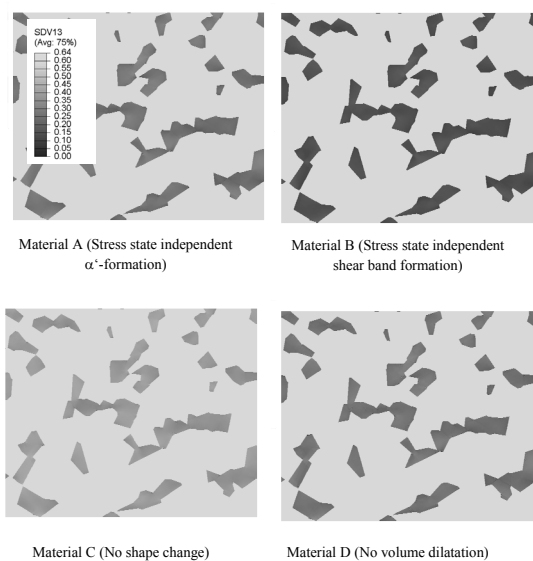 SDV13
(Avg: 75%)
0.64
0.60
0.55
0.50
0.45
0.40
0.35
0.30
0.25
0.20
0.15
0.10
0.05
0.00
Material A (Stress state independent
α‘-formation)
Material B (Stress state independent
shear band formation)
Material C (No shape change)
Material D (No volume dilatation)